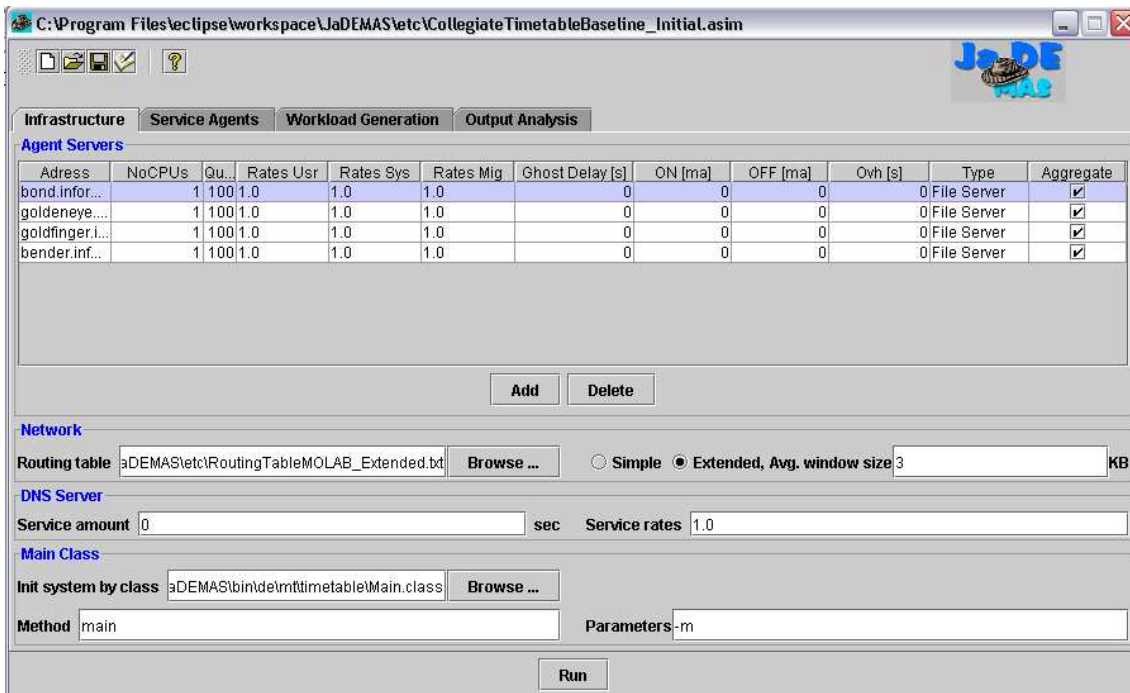 C:\Program Files\eclipse\workspace\JaDEMAS\etc\CollegiateTimetableBaseline_Initial.asim
JaDE
MAS
Infrastructure Service Agents Workload Generation Output Analysis
Agent Servers
Adress NoCPUs Qu... Rates Usr Rates Sys Rates Mig Ghost Delay [s] ON [ma] OFF [ma] Ovh [s] Type Aggregate
bond.infor... 1 100 1.0 1.0 1.0 0 0 0 0 File Server
goldeneye.... 1 100 1.0 1.0 1.0 0 0 0 0 File Server
goldfinger.i... 1 100 1.0 1.0 1.0 0 0 0 0 File Server
bender.inf... 1 100 1.0 1.0 1.0 0 0 0 0 File Server
Add Delete
Network
Routing table aDEMAS\etc\RoutingTableMOLAB_Extended.txt Browse ... Simple Extended, Avg. window size 3 KB
DNS Server
Service amount 0 sec Service rates 1.0
Main Class
Init system by class aDEMAS\bin\de\mt\timetable\Main.class Browse ...
Method main Parameters -m
Run